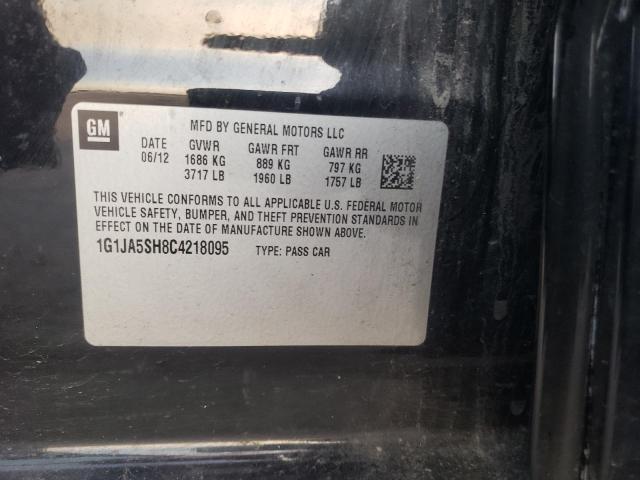 GM
MFD BY GENERAL MOTORS LLC
DATE GVWR GAWR FRT GAWR RR
06/12 1686 KG 889 KG 797 KG
3717 LB 1960 LB 1757 LB
THIS VEHICLE CONFORMS TO ALL APPLICABLE U.S. FEDERAL MOTOR
VEHICLE SAFETY, BUMPER, AND THEFT PREVENTION STANDARDS IN
EFFECT ON THE DATE OF MANUFACTURE SHOWN ABOVE.
1G1JA5SH8C4218095 TYPE: PASS CAR